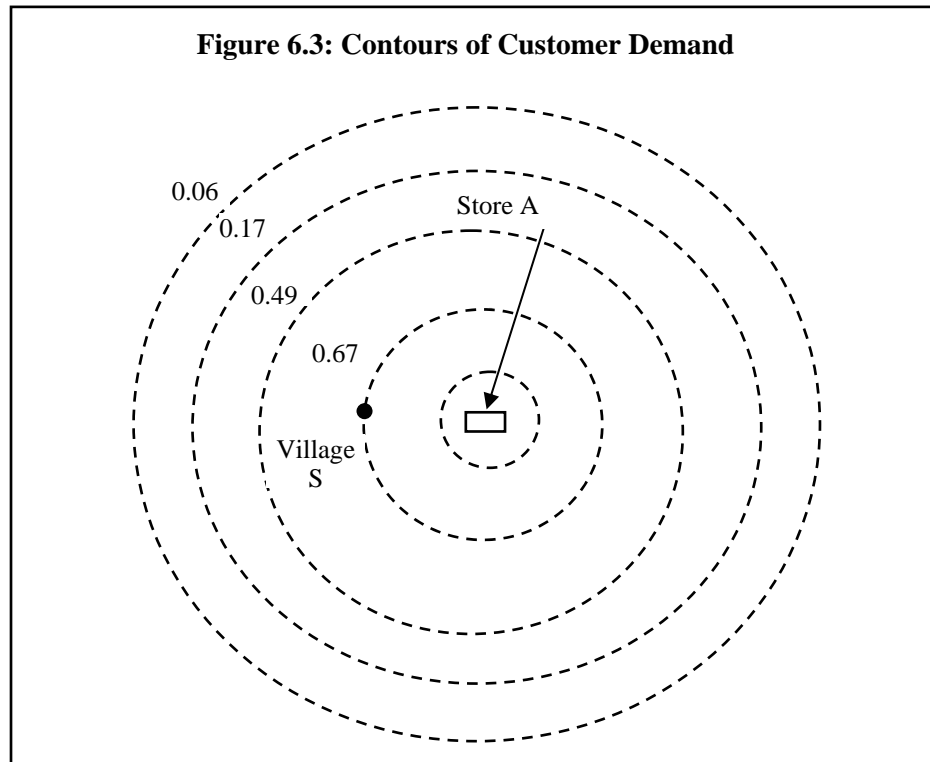 Figure 6.3: Contours of Customer Demand
0.06
Store A
0.17
0.49
0.67
Village
S